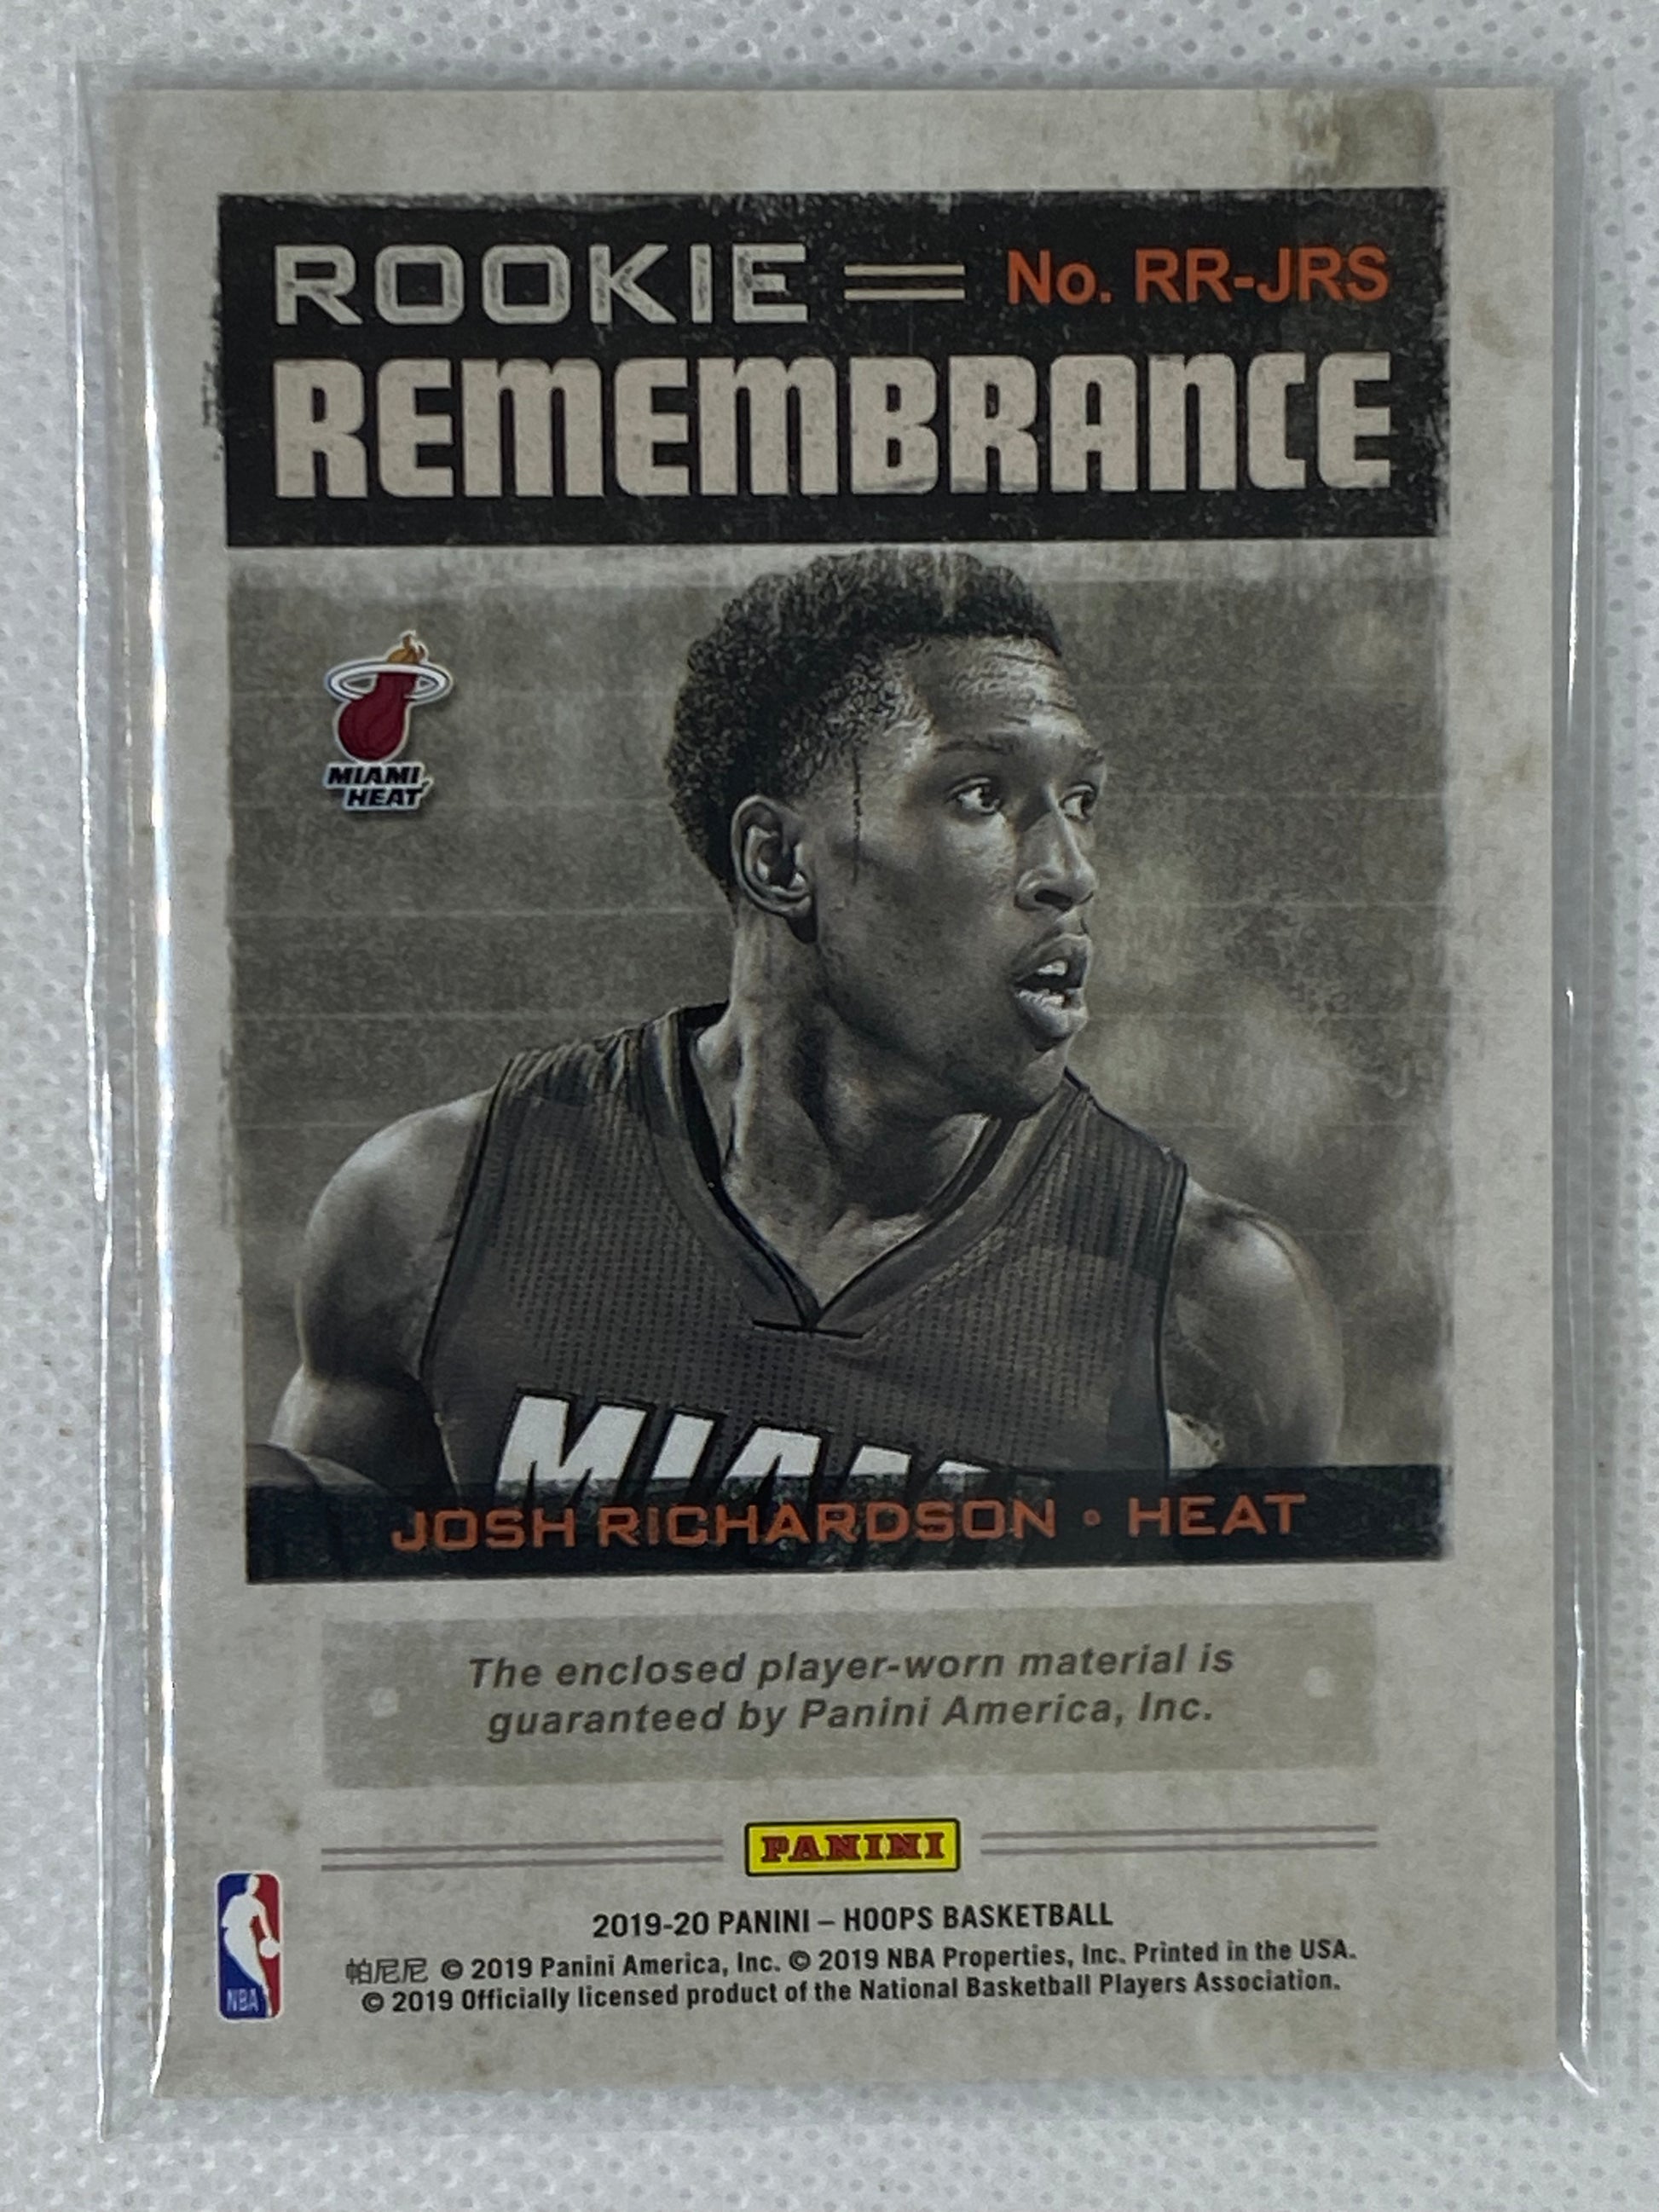 ROOKIE No. RR-JRS
REMEMBRANCE
MIAMI
HEAT
MIAMI
JOSH RICHARDSON • HEAT
The enclosed player-worn material is
guaranteed by Panini America, Inc.
PANINI
2019-20 PANINI – HOOPS BASKETBALL
帕尼尼 © 2019 Panini America, Inc. © 2019 NBA Properties, Inc. Printed in the USA.
© 2019 Officially licensed product of the National Basketball Players Association.
NBA